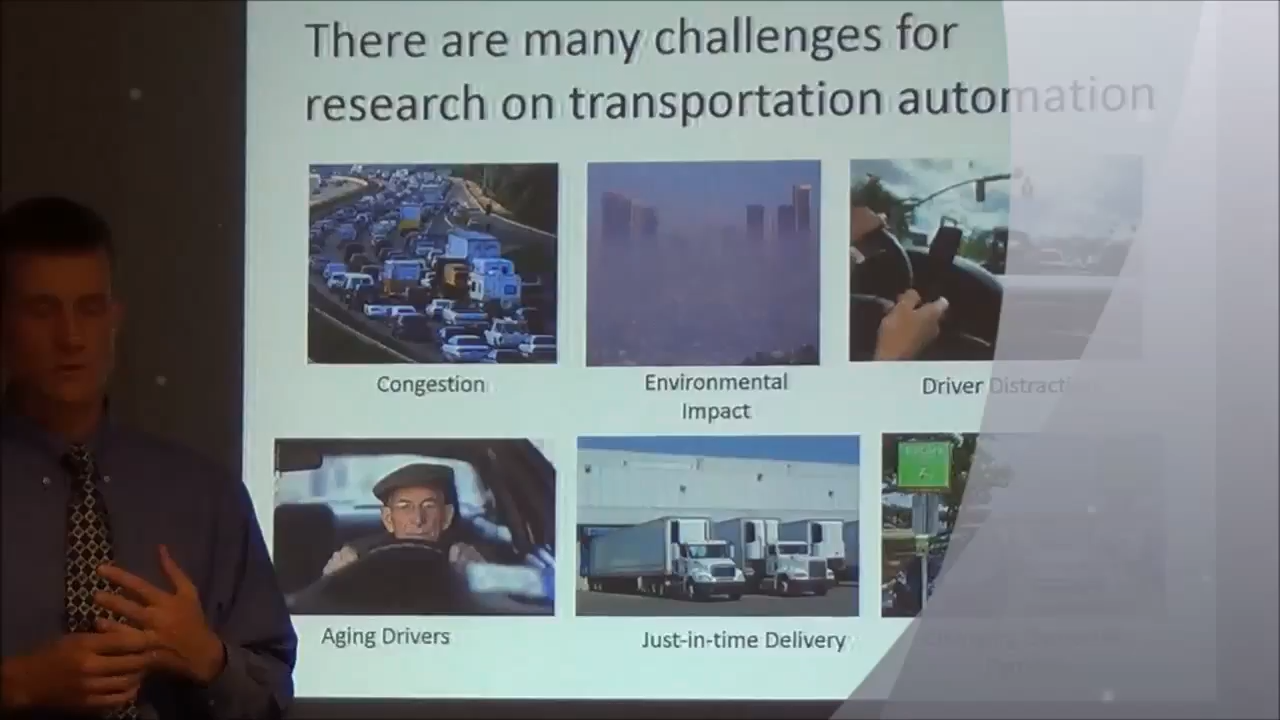 There are many challenges for
research on transportation automation
Congestion
Environmental
Impact
Driver
Aging Drivers
Just-in-time Delivery